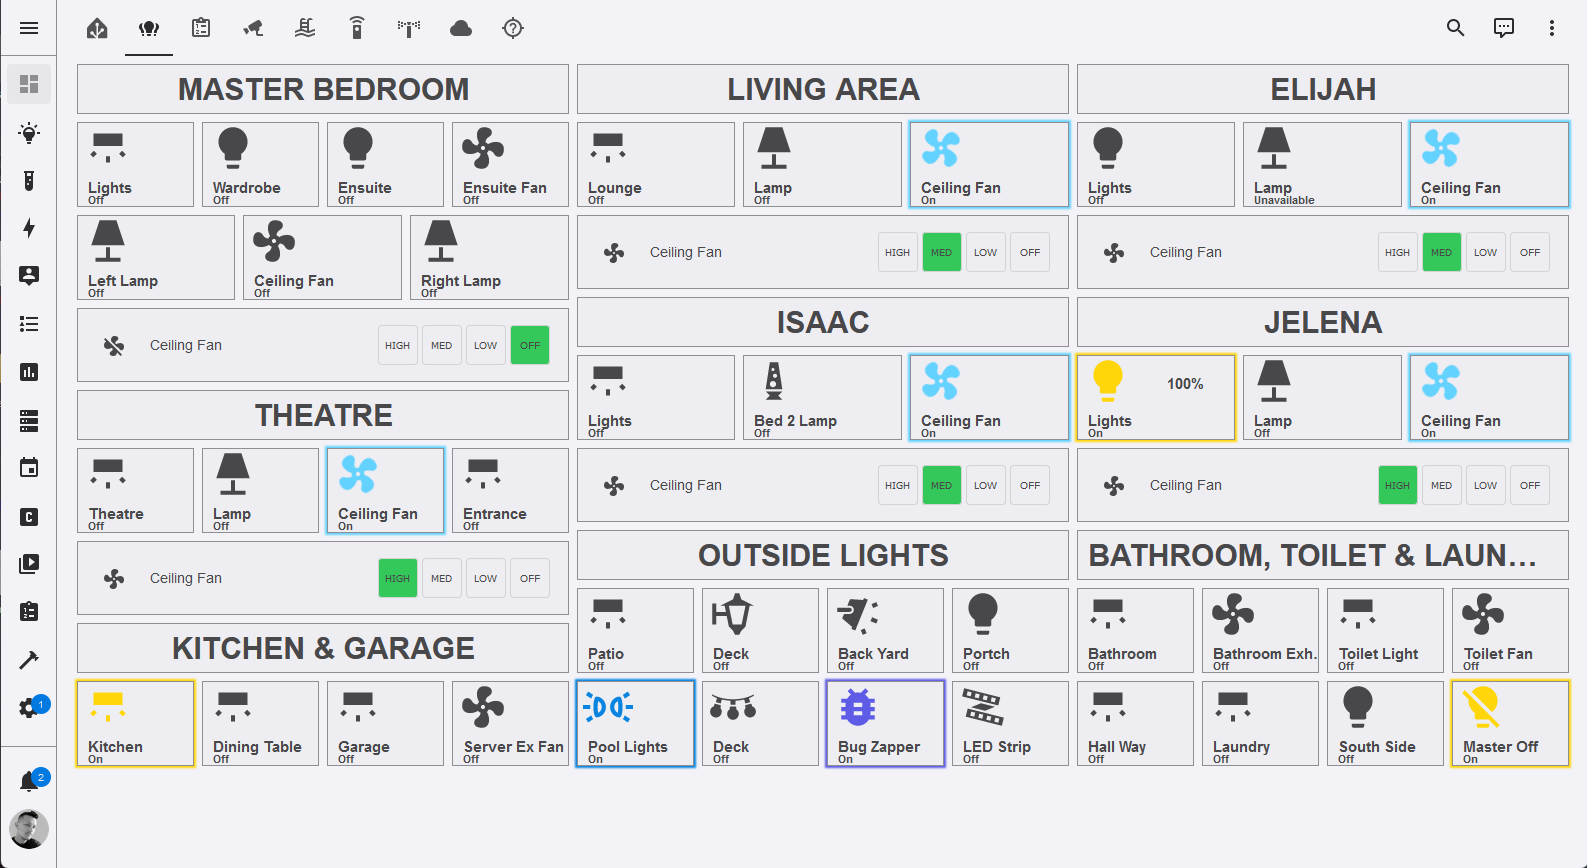 MASTER BEDROOM
Lights
Off
Wardrobe
Off
Ensuite
Off
Ensuite Fan
Off
Left Lamp
Off
Ceiling Fan
Off
Right Lamp
Off
Ceiling Fan HIGH MED LOW OFF
THEATRE
Theatre
Off
Lamp
Off
Ceiling Fan
On
Entrance
Off
Ceiling Fan HIGH MED LOW OFF
KITCHEN & GARAGE
Kitchen
On
Dining Table
Off
Garage
Off
Server Ex Fan
Off
LIVING AREA
Lounge
Off
Lamp
Off
Ceiling Fan
On
Ceiling Fan HIGH MED LOW OFF
ISAAC
Lights
Off
Bed 2 Lamp
Off
Ceiling Fan
On
Ceiling Fan HIGH MED LOW OFF
OUTSIDE LIGHTS
Patio
Off
Deck
Off
Back Yard
Off
Portch
Off
Pool Lights
On
Deck
Off
Bug Zapper
On
LED Strip
Off
ELIJAH
Lights
Off
Lamp
Unavailable
Ceiling Fan
On
Ceiling Fan HIGH MED LOW OFF
JELENA
100%
Lights
On
Lamp
Off
Ceiling Fan
On
Ceiling Fan HIGH MED LOW OFF
BATHROOM, TOILET & LAUN...
Bathroom
Off
Bathroom Exh.
Off
Toilet Light
Off
Toilet Fan
Off
Hall Way
Off
Laundry
Off
South Side
Off
Master Off
On
1
2